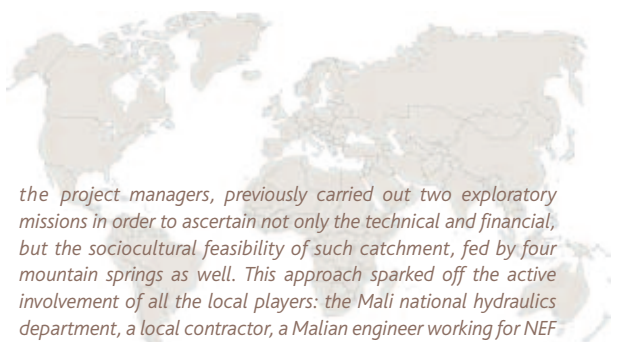 the project managers, previously carried out two exploratory
missions in order to ascertain not only the technical and financial,
but the sociocultural feasibility of such catchment, fed by four
mountain springs as well. This approach sparked off the active
involvement of all the local players: the Mali national hydraulics
department, a local contractor, a Malian engineer working for NEF